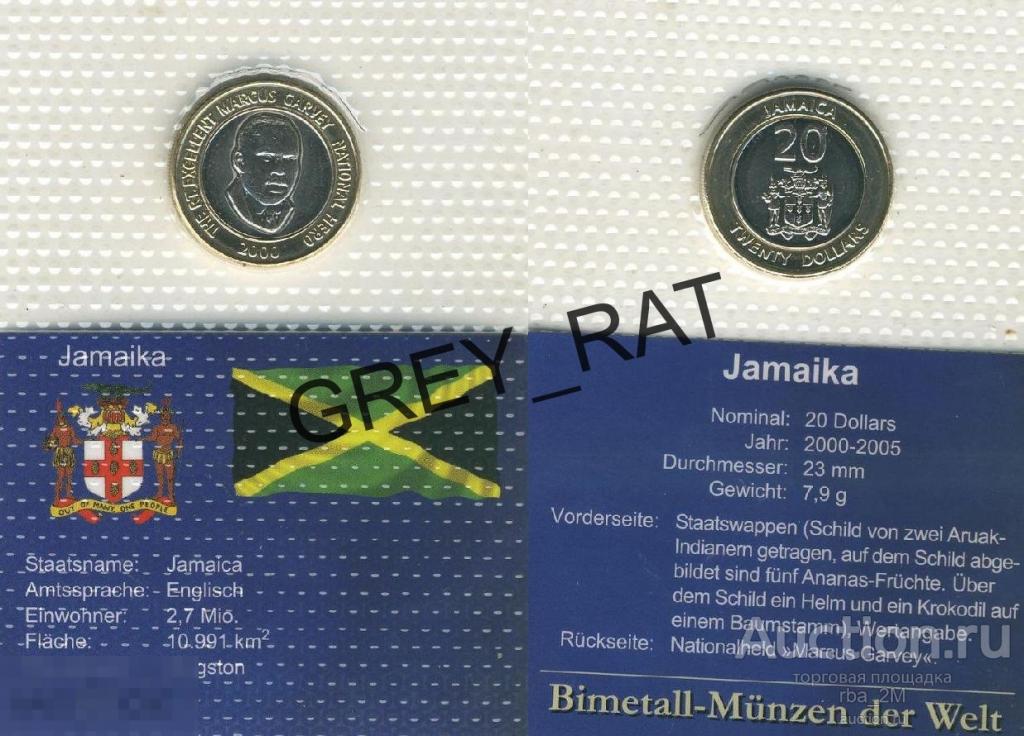 THE RT. EXCELLENT MARCUS GARVEY NATIONAL HERO
2000
JAMAICA
20
TWENTY DOLLARS
GREY_RAT
Jamaika
OUT OF MANY, ONE PEOPLE
Staatsname: Jamaica
Amtssprache: Englisch
Einwohner: 2,7 Mio.
Fläche: 10.991 km²
gston
Jamaika
Nominal: 20 Dollars
Jahr: 2000-2005
Durchmesser: 23 mm
Gewicht: 7,9 g
Vorderseite: Staatswappen (Schild von zwei Aruak-
Indianern getragen, auf dem Schild abge-
bildet sind fünf Ananas-Früchte. Über
dem Schild ein Helm und ein Krokodil auf
einem Baumstamm). Wertangabe.
Rückseite: Nationalheld »Marcus Garvey«.
Auction.ru
торговая площадка
rba_2M
auction.ru
Bimetall-Münzen der Welt